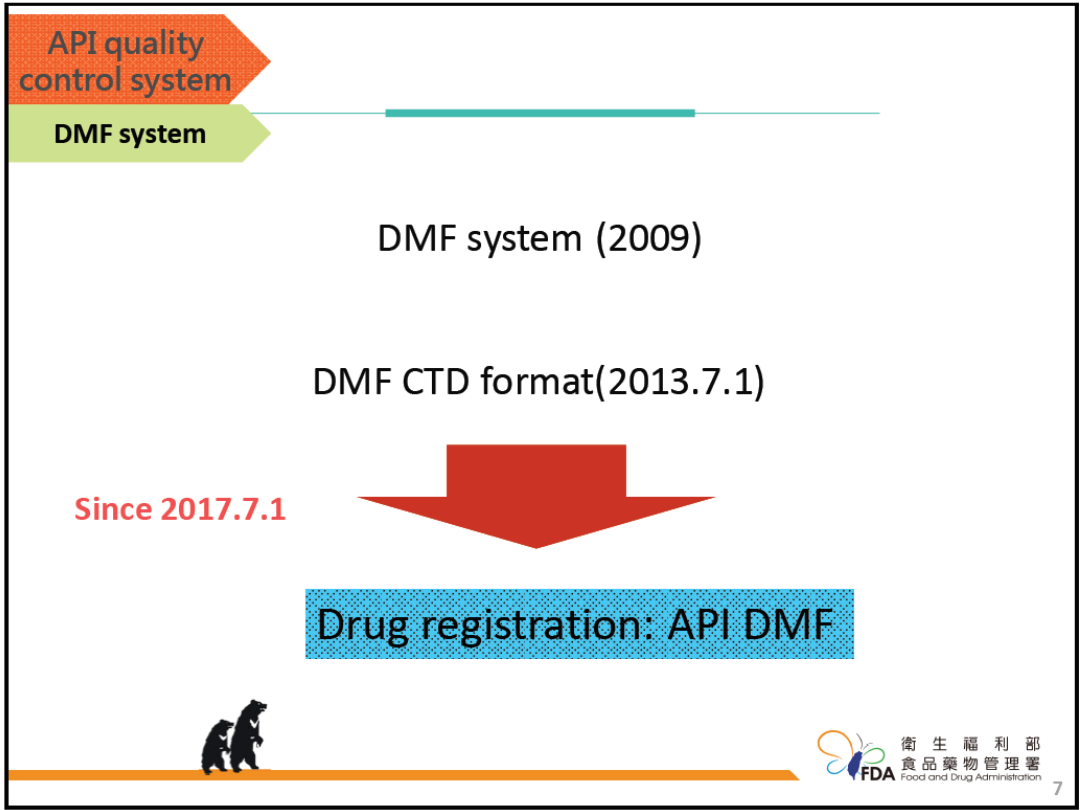 API quality
control system
DMF system
DMF system (2009)
DMF CTD format(2013.7.1)
Since 2017.7.1
Drug registration: API DMF
衛生福利部
食品藥物管理署
FDA Food and Drug Administration
7